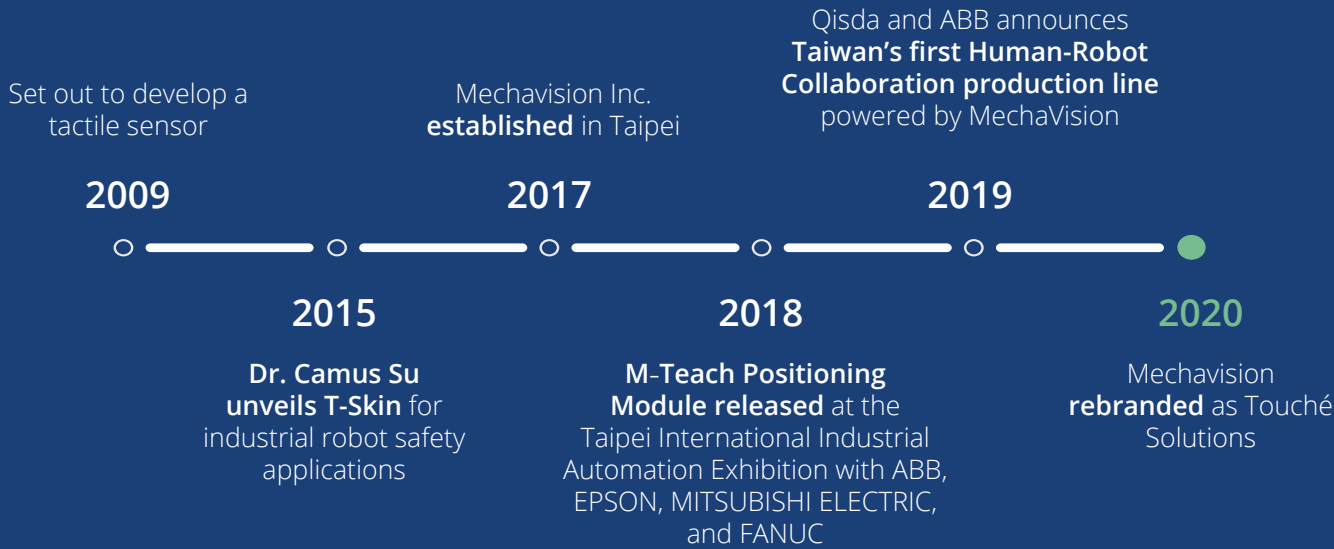 Set out to develop a
tactile sensor
2009
2015
Dr. Camus Su
unveils T-Skin for
industrial robot safety
applications
Mechavision Inc.
established in Taipei
2017
2018
M-Teach Positioning
Module released at the
Taipei International Industrial
Automation Exhibition with ABB,
EPSON, MITSUBISHI ELECTRIC,
and FANUC
Qisda and ABB announces
Taiwan’s first Human-Robot
Collaboration production line
powered by MechaVision
2019
2020
Mechavision
rebranded as Touché
Solutions